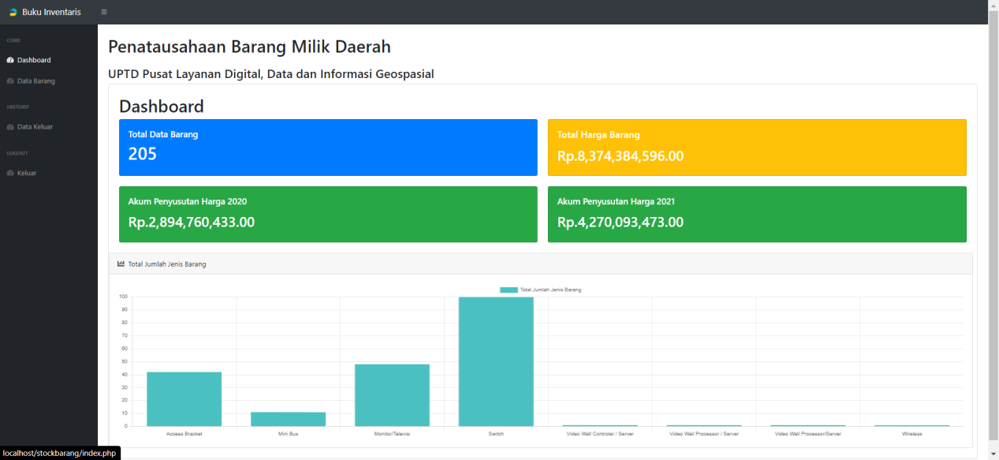 Buku Inventaris
CORE
Dashboard
Data Barang
HISTORY
Data Keluar
LOGOUT
Keluar
Penatausahaan Barang Milik Daerah
UPTD Pusat Layanan Digital, Data dan Informasi Geospasial
Dashboard
Total Data Barang
205
Total Harga Barang
Rp.8,374,384,596.00
Akum Penyusutan Harga 2020
Rp.2,894,760,433.00
Akum Penyusutan Harga 2021
Rp.4,270,093,473.00
Total Jumlah Jenis Barang
Total Jumlah Jenis Barang
100
90
80
70
60
50
40
30
20
10
0
Access Bracket Mini Bus Monitor/Televisi Switch Video Wall Controler / Server Video Wall Processor / Server Video Wall Processor/Server Wireless
localhost/stockbarang/index.php